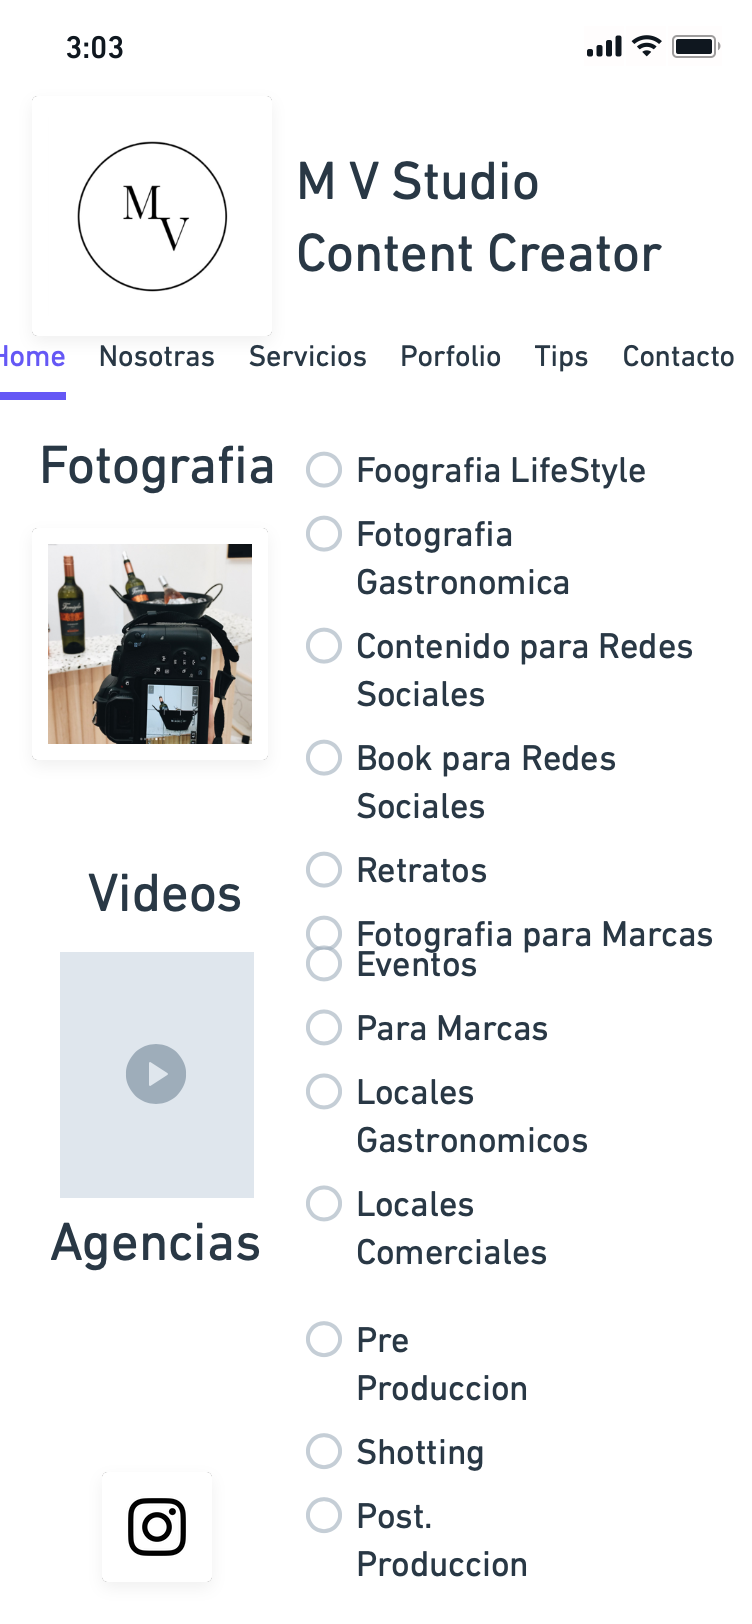 3:03
M
V
M V Studio
Content Creator
Home Nosotras Servicios Porfolio Tips Contacto
Fotografia
Foografia LifeStyle
Fotografia
Gastronomica
Contenido para Redes
Sociales
Book para Redes
Sociales
Retratos
Fotografia para Marcas
Videos
Eventos
Para Marcas
Locales
Gastronomicos
Locales
Comerciales
Agencias
Pre
Produccion
Shotting
Post.
Produccion